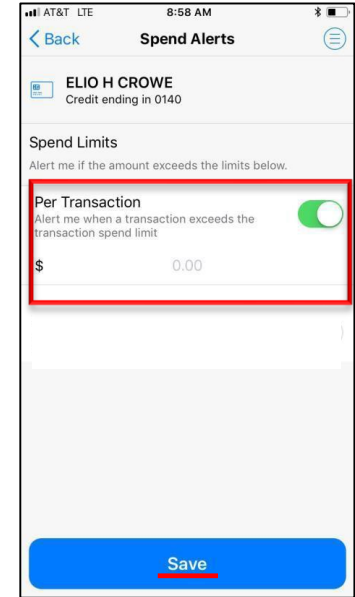 AT&T LTE 8:58 AM
Back Spend Alerts
ELIO H CROWE
Credit ending in 0140
Spend Limits
Alert me if the amount exceeds the limits below.
Per Transaction
Alert me when a transaction exceeds the
transaction spend limit
$ 0.00
Save